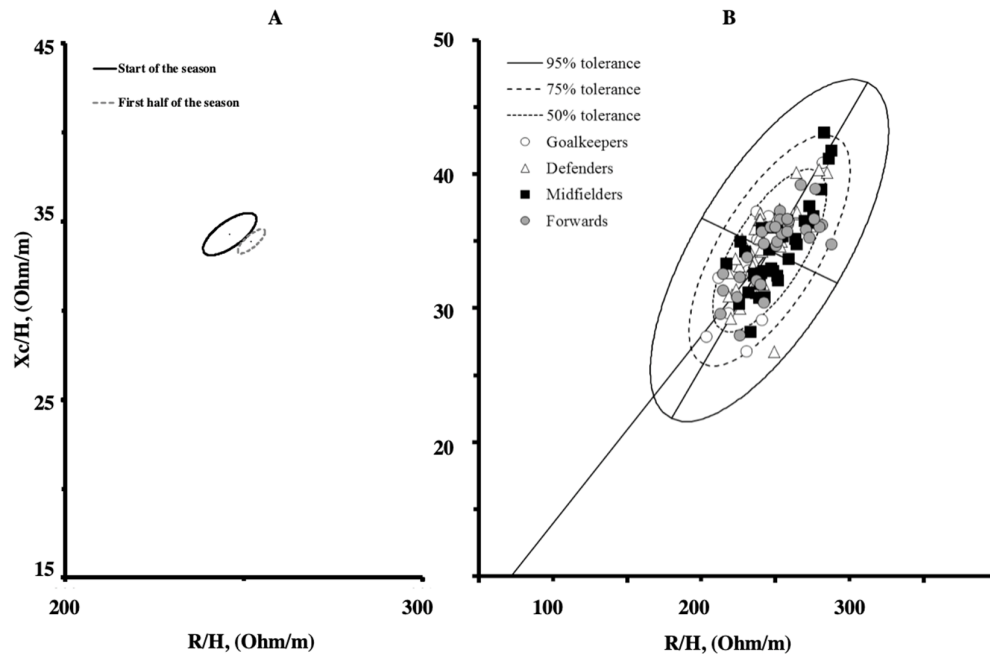 A
45
35
25
15
Xc/H, (Ohm/m)
Start of the season
First half of the season
200
300
R/H, (Ohm/m)
B
50
40
30
20
95% tolerance
75% tolerance
50% tolerance
Goalkeepers
Defenders
Midfielders
Forwards
100
200
300
R/H, (Ohm/m)